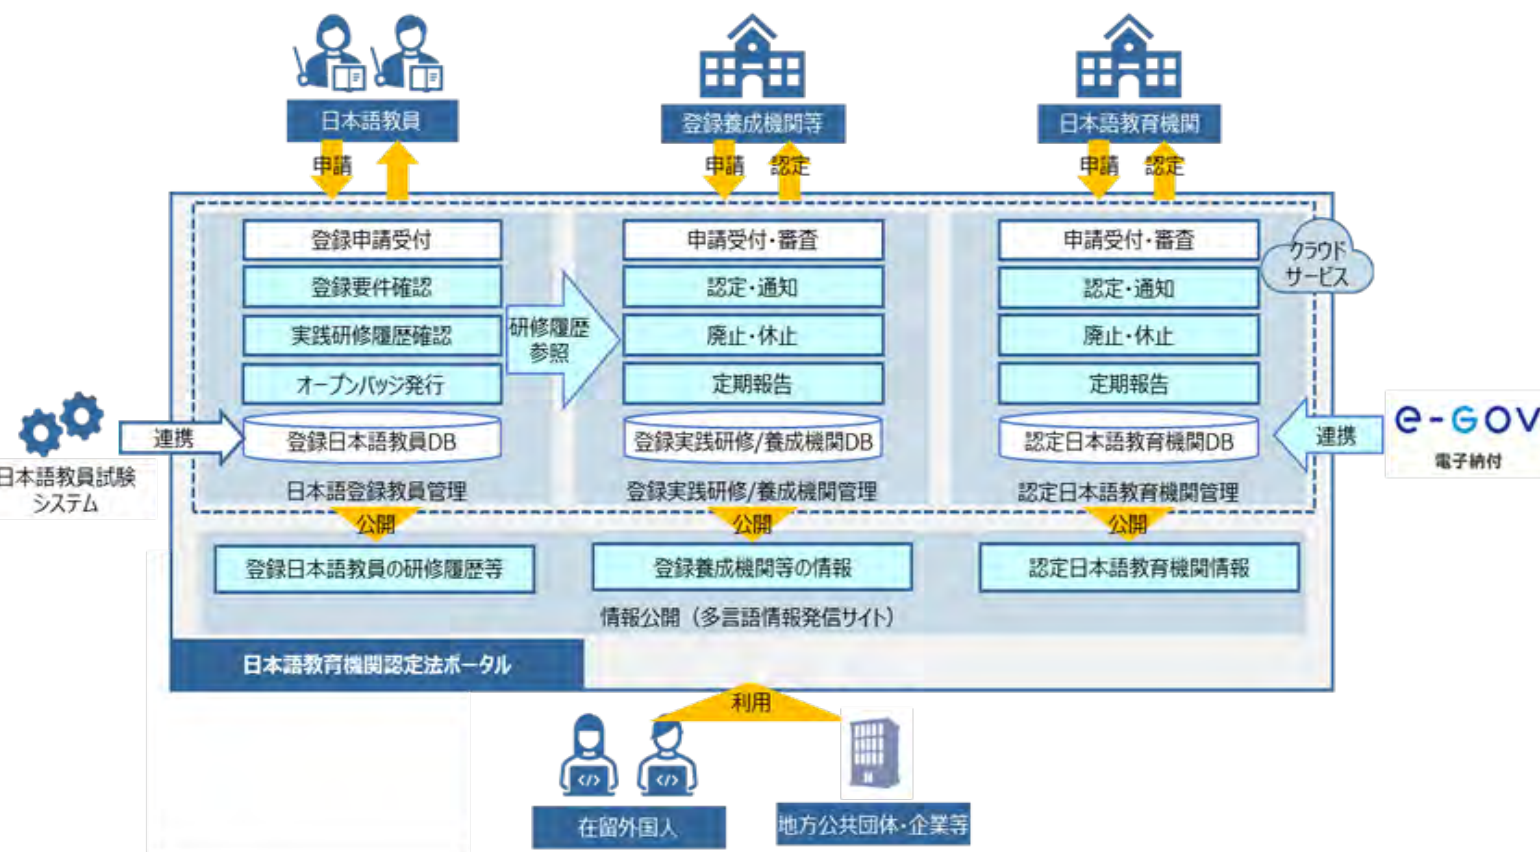 日本語教員
登録養成機関等
日本語教育機関
申請
申請
認定
申請
認定
登録申請受付
登録要件確認
実践研修履歴確認
オープンバッジ発行
登録日本語教員DB
日本語登録教員管理
研修履歴
参照
申請受付・審査
認定・通知
廃止・休止
定期報告
登録実践研修/養成機関DB
登録実践研修/養成機関管理
申請受付・審査
認定・通知
廃止・休止
定期報告
認定日本語教育機関DB
認定日本語教育機関管理
クラウド
サービス
連携
日本語教員試験
システム
連携
e-GOV
電子納付
公開
公開
公開
登録日本語教員の研修履歴等
登録養成機関等の情報
認定日本語教育機関情報
情報公開（多言語情報発信サイト）
日本語教育機関認定法ポータル
利用
</>
</>
在留外国人
地方公共団体・企業等